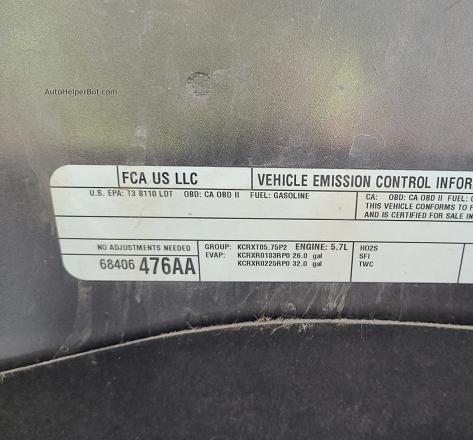 AutoHelperBot.com
FCA US LLC
VEHICLE EMISSION CONTROL
U.S. EPA: T3 B110 LDT OBD: CA OBD II FUEL: GASOLINE
CA: OBD: CA OBD II FUEL:
THIS VEHICLE CONFORMS TO
AND IS CERTIFIED FOR SALE IN
NO ADJUSTMENTS NEEDED
68406 476AA
GROUP: KCRXT05.75P2 ENGINE: 5.7L
EVAP: KCRXR0183RP0 26.0 gal
KCRXR0225RP0 32.0 gal
HO2S
SFI
TWC